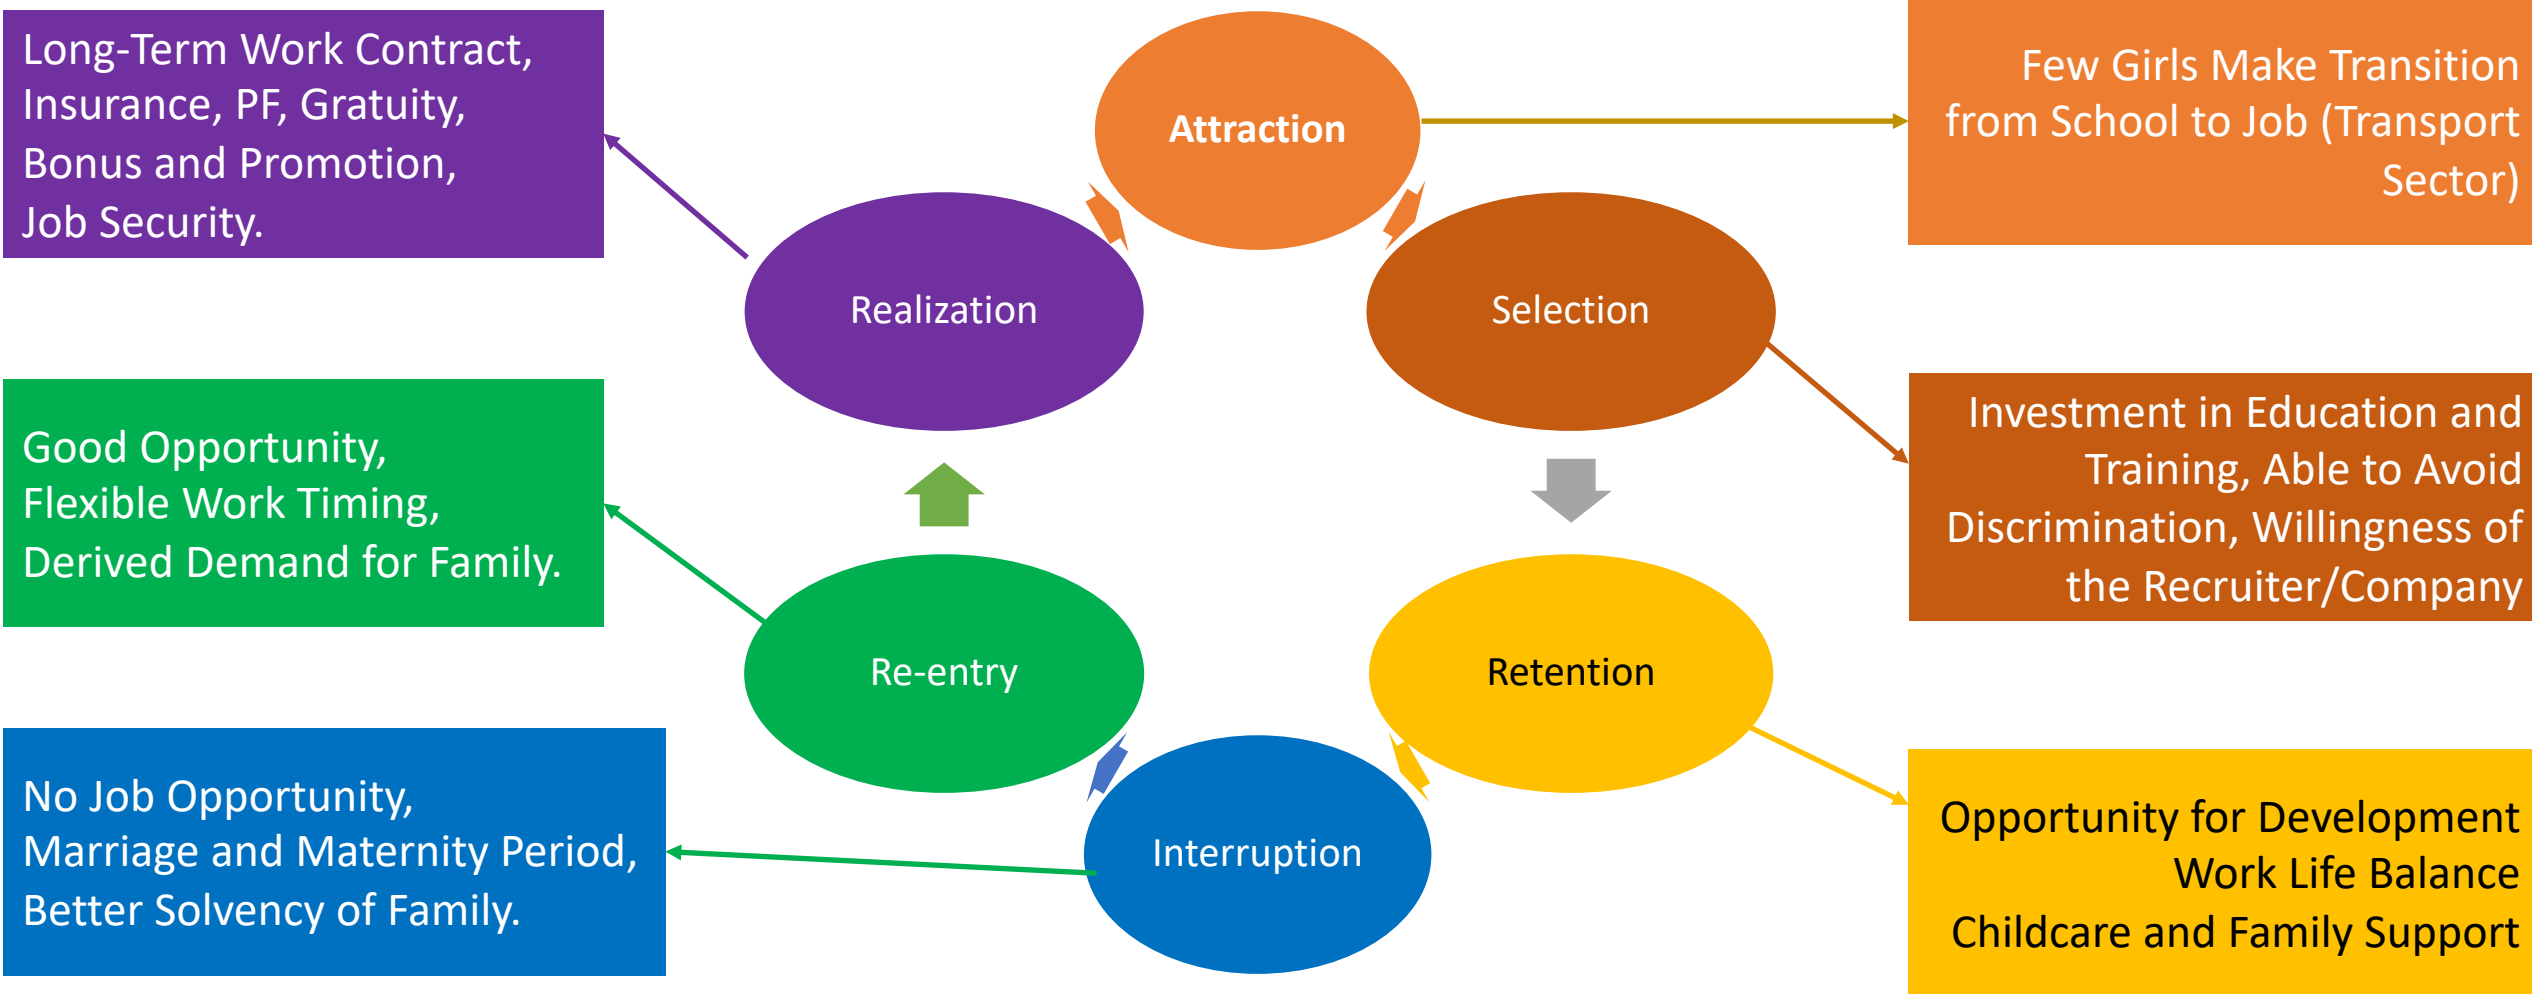 Long-Term Work Contract,
Insurance, PF, Gratuity,
Bonus and Promotion,
Job Security.
Attraction
Few Girls Make Transition
from School to Job (Transport
Sector)
Realization
Selection
Good Opportunity,
Flexible Work Timing,
Derived Demand for Family.
Investment in Education and
Training, Able to Avoid
Discrimination, Willingness of
the Recruiter/Company
Re-entry
Retention
No Job Opportunity,
Marriage and Maternity Period,
Better Solvency of Family.
Interruption
Opportunity for Development
Work Life Balance
Childcare and Family Support